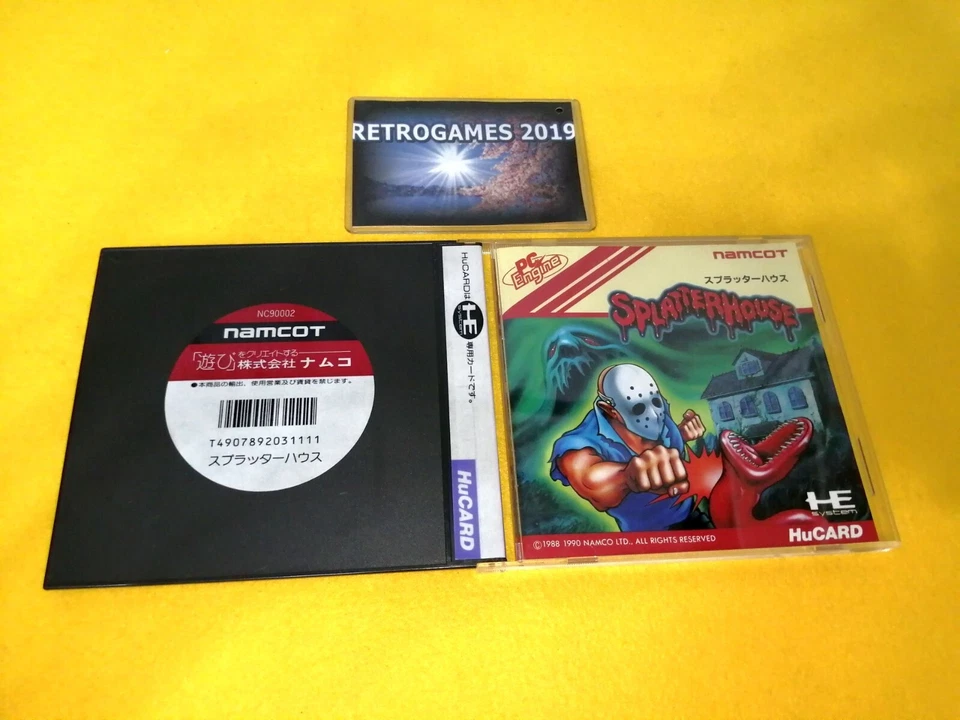 RETROGAMES 2019
NC90002
namcoT
「遊び」をクリエイトする
株式会社 ナムコ
●本商品の輸出、使用営業及び賃貸を禁じます。
T4907892031111
スプラッターハウス
HuCARDは HE SYSTEM 専用カードです。
HuCARD
PC Engine
namcoT
スプラッターハウス
SPLATTERHOUSE
HE system
HuCARD
©1988 1990 NAMCO LTD., ALL RIGHTS RESERVED